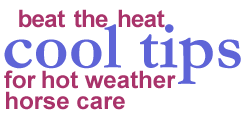 beat the heat
cool tips
for hot weather
horse care